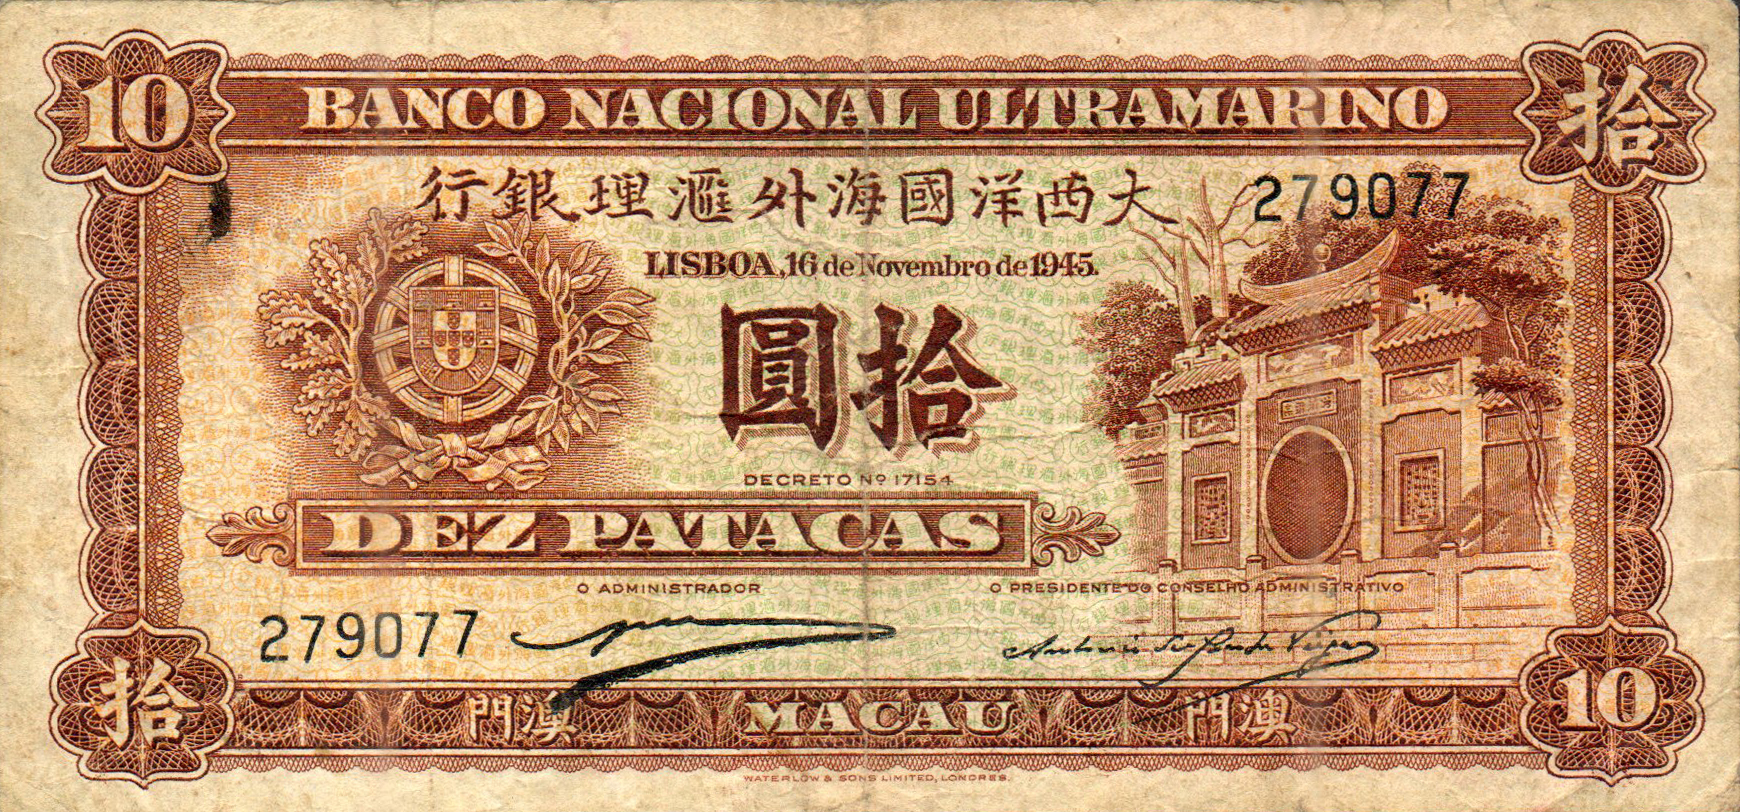 10
拾
BANCO NACIONAL ULTRAMARINO
行銀理滙外海國洋西大
279077
LISBOA, 16 de Novembro de 1945.
圓拾
DECRETO Nº 17154
DEZ PATACAS
O ADMINISTRADOR
O PRESIDENTE DO CONSELHO ADMINISTRATIVO
279077
拾
門澳
MACAU
門澳
10
WATERLOW & SONS LIMITED, LONDRES.